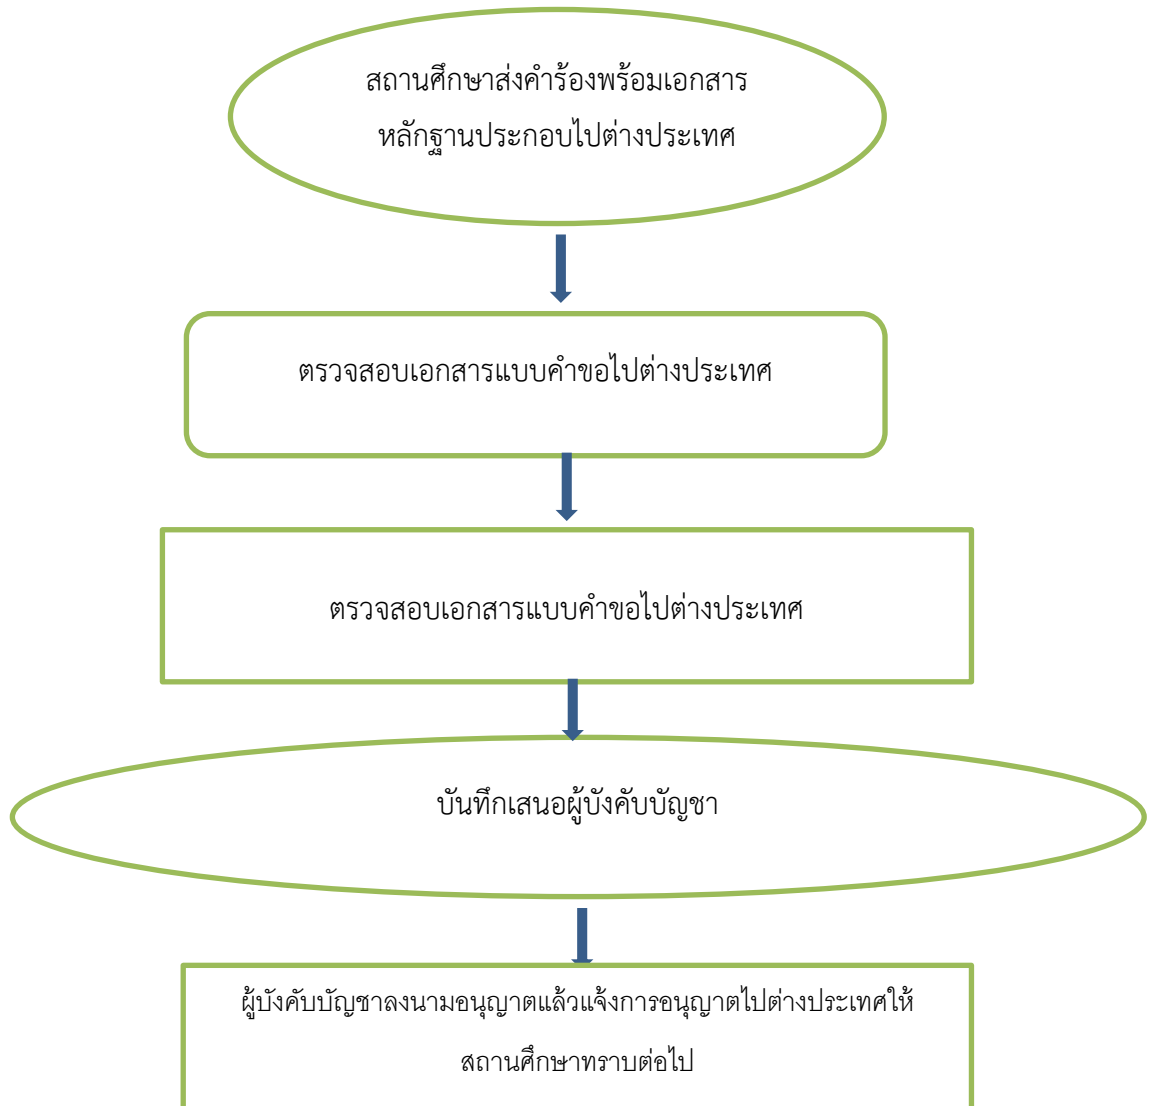 สถานศึกษาส่งคำร้องพร้อมเอกสาร
หลักฐานประกอบไปต่างประเทศ
ตรวจสอบเอกสารแบบคำขอไปต่างประเทศ
ตรวจสอบเอกสารแบบคำขอไปต่างประเทศ
บันทึกเสนอผู้บังคับบัญชา
ผู้บังคับบัญชาลงนามอนุญาตแล้วแจ้งการอนุญาตไปต่างประเทศให้
สถานศึกษาทราบต่อไป